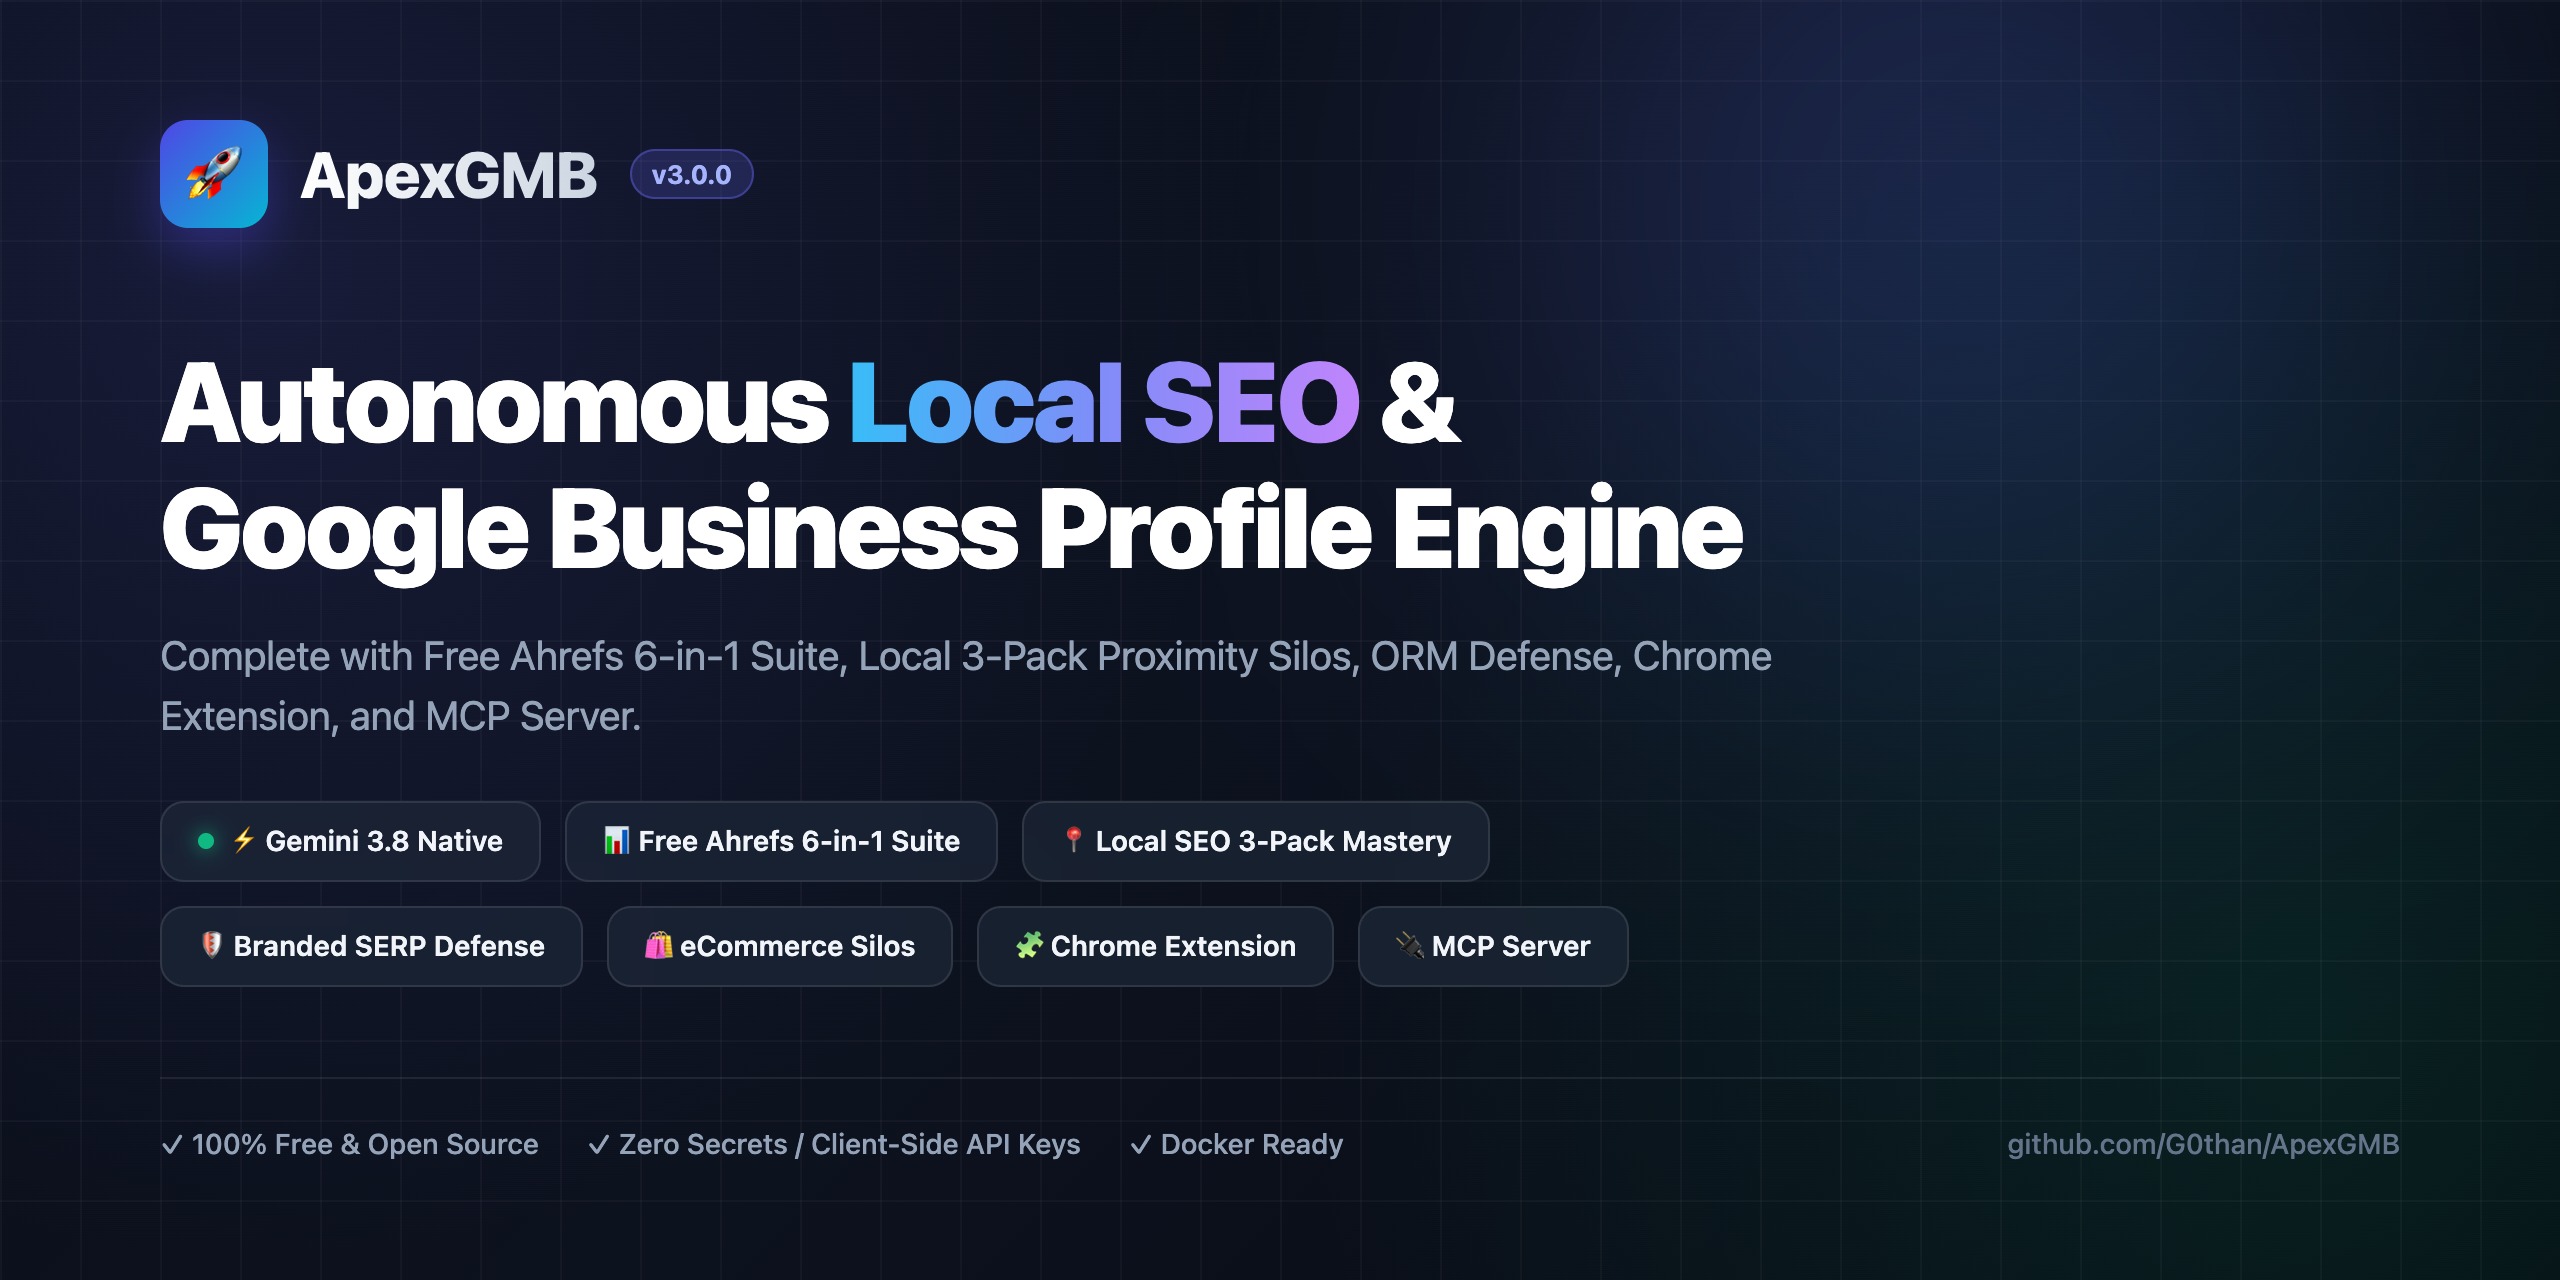 🚀 ApexGMB v3.0.0
Autonomous Local SEO &
Google Business Profile Engine
Complete with Free Ahrefs 6-in-1 Suite, Local 3-Pack Proximity Silos, ORM Defense, Chrome
Extension, and MCP Server.
⚡ Gemini 3.8 Native 📊 Free Ahrefs 6-in-1 Suite 📍 Local SEO 3-Pack Mastery
🛡️ Branded SERP Defense 🛍️ eCommerce Silos 🧩 Chrome Extension 🔌 MCP Server
✓ 100% Free & Open Source ✓ Zero Secrets / Client-Side API Keys ✓ Docker Ready github.com/G0than/ApexGMB